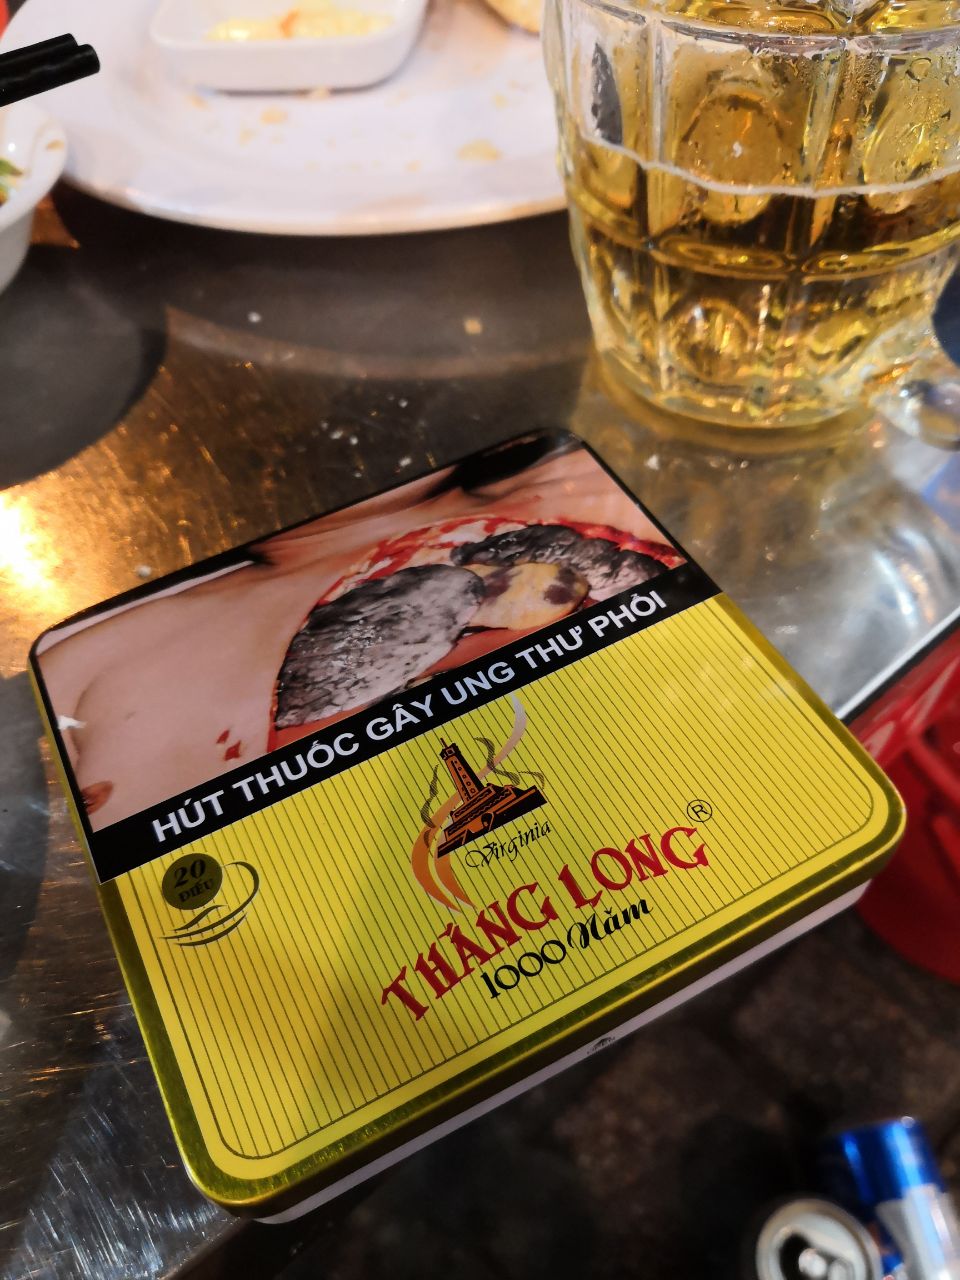 HÚT THUỐC GÂY UNG THƯ PHỔI
20
ĐIẾU
Virginia
THĂNG LONG®
1000 Năm